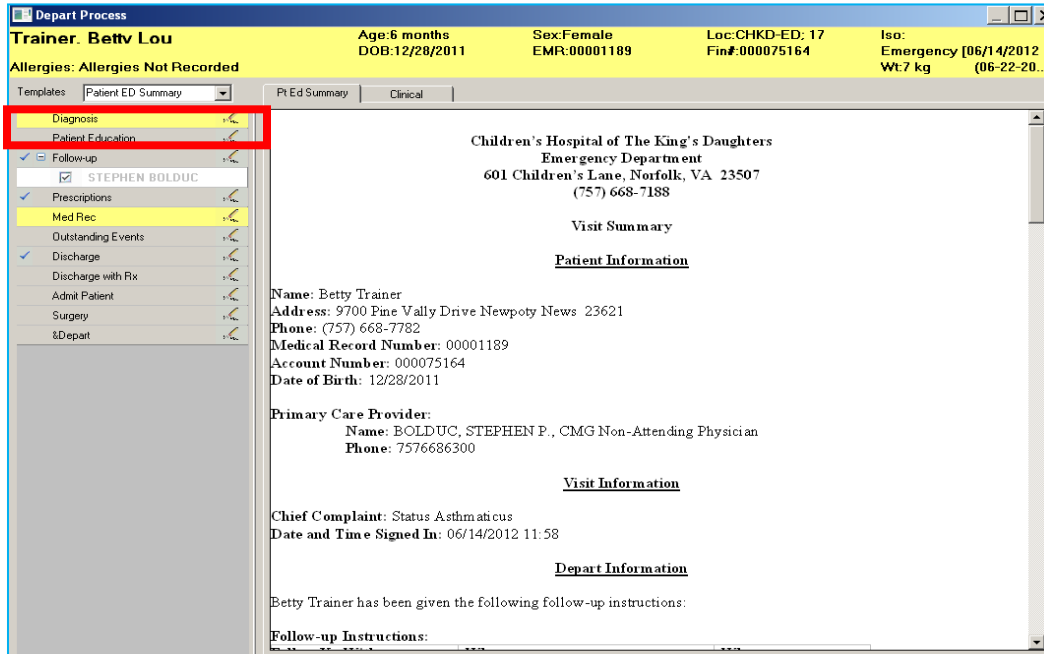 Depart Process
Trainer, Betty Lou Age:6 months Sex:Female Loc:CHKD-ED; 17 Iso:
DOB:12/28/2011 EMR:00001189 Fin#:000075164 Emergency [06/14/2012
Allergies: Allergies Not Recorded Wt:7 kg (06-22-20..
Templates Patient ED Summary Pt Ed Summary Clinical
Diagnosis
Patient Education
Follow-up
STEPHEN BOLDUC
Prescriptions
Med Rec
Outstanding Events
Discharge
Discharge with Rx
Admit Patient
Surgery
&Depart
Children's Hospital of The King's Daughters
Emergency Department
601 Children's Lane, Norfolk, VA 23507
(757) 668-7188
Visit Summary
Patient Information
Name: Betty Trainer
Address: 9700 Pine Vally Drive Newpoty News 23621
Phone: (757) 668-7782
Medical Record Number: 00001189
Account Number: 000075164
Date of Birth: 12/28/2011
Primary Care Provider:
Name: BOLDUC, STEPHEN P., CMG Non-Attending Physician
Phone: 7576686300
Visit Information
Chief Complaint: Status Asthmaticus
Date and Time Signed In: 06/14/2012 11:58
Depart Information
Betty Trainer has been given the following follow-up instructions:
Follow-up Instructions: